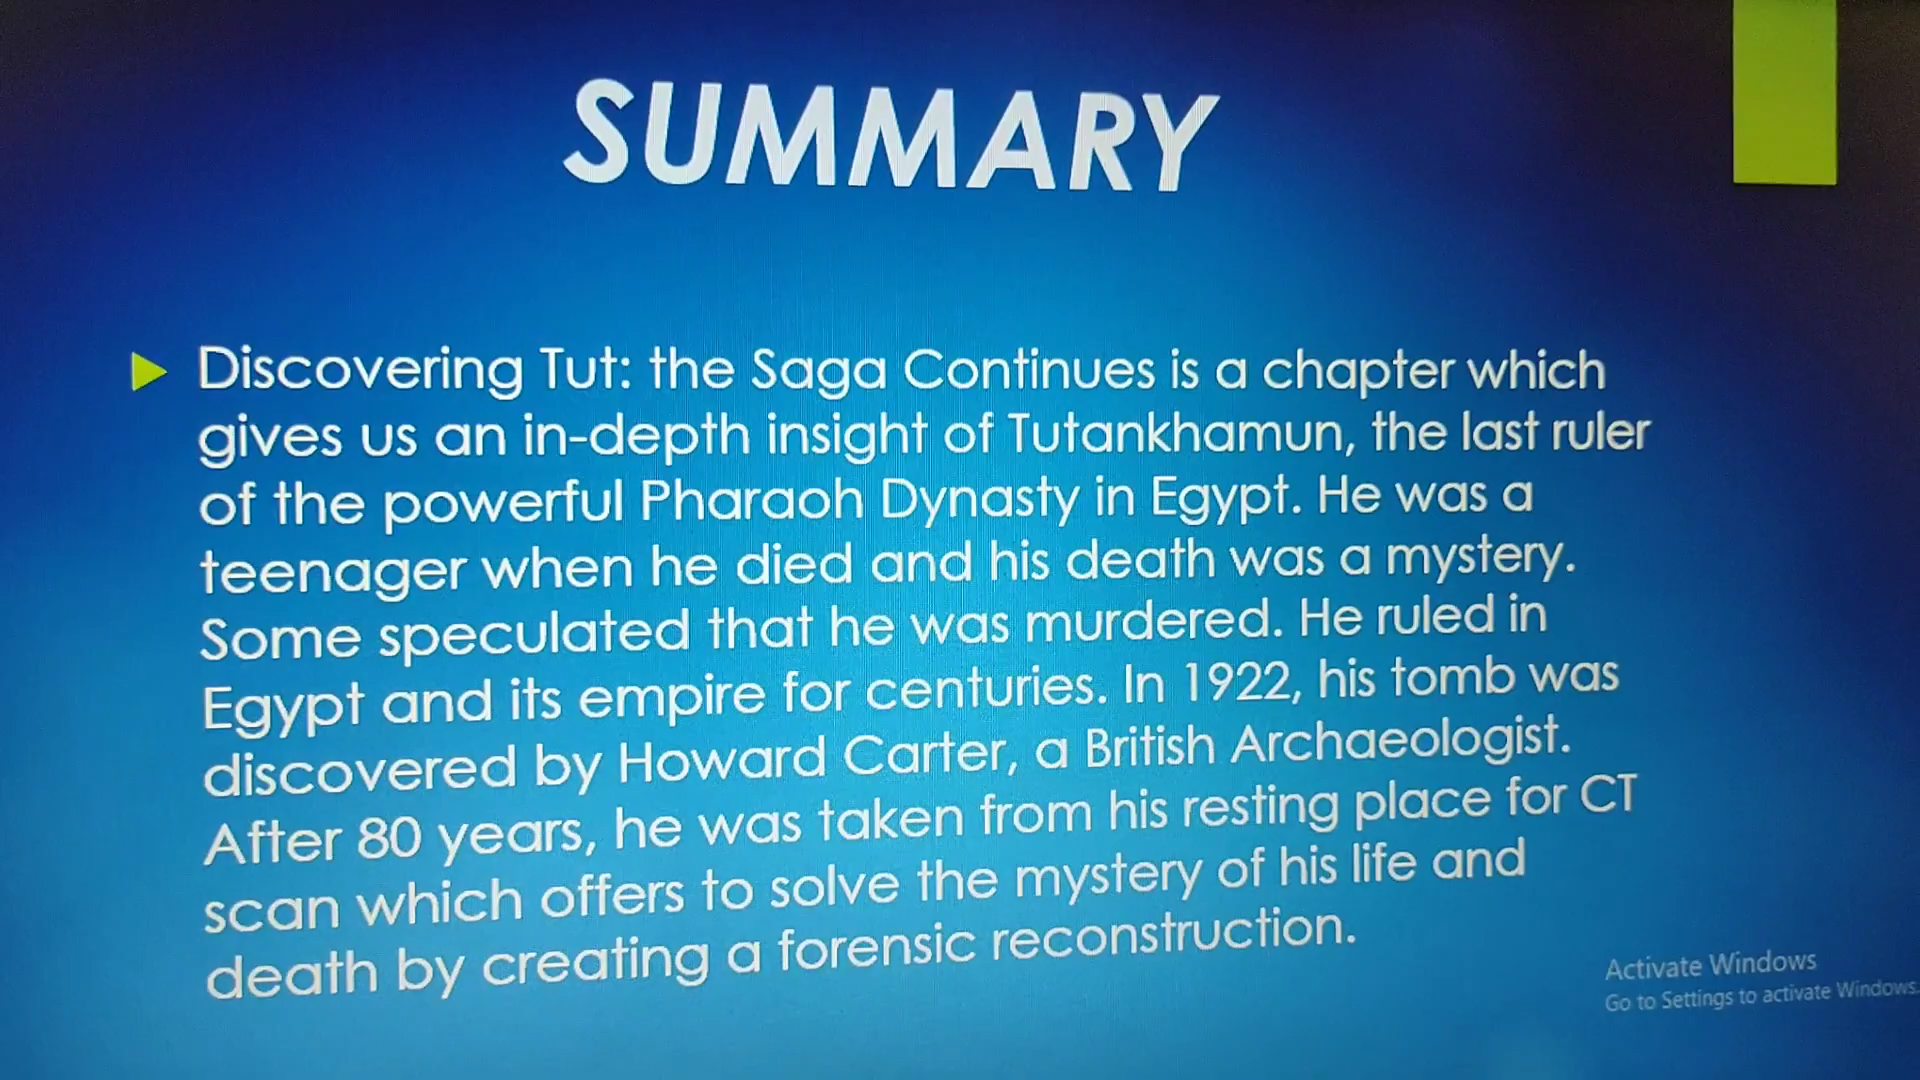 SUMMARY
Discovering Tut: the Saga Continues is a chapter which
gives us an in-depth insight of Tutankhamun, the last ruler
of the powerful Pharaoh Dynasty in Egypt. He was a
teenager when he died and his death was a mystery.
Some speculated that he was murdered. He ruled in
Egypt and its empire for centuries. In 1922, his tomb was
discovered by Howard Carter, a British Archaeologist.
After 80 years, he was taken from his resting place for CT
scan which offers to solve the mystery of his life and
death by creating a forensic reconstruction.
Activate Windows
Go to Settings to activate Windows.